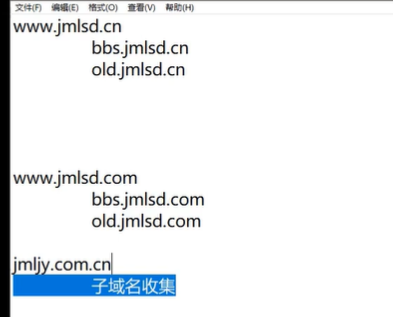 文件(F) 编辑(E) 格式(O) 查看(V) 帮助(H)
www.jmlsd.cn
bbs.jmlsd.cn
old.jmlsd.cn
www.jmlsd.com
bbs.jmlsd.com
old.jmlsd.com
jmljy.com.cn
子域名收集